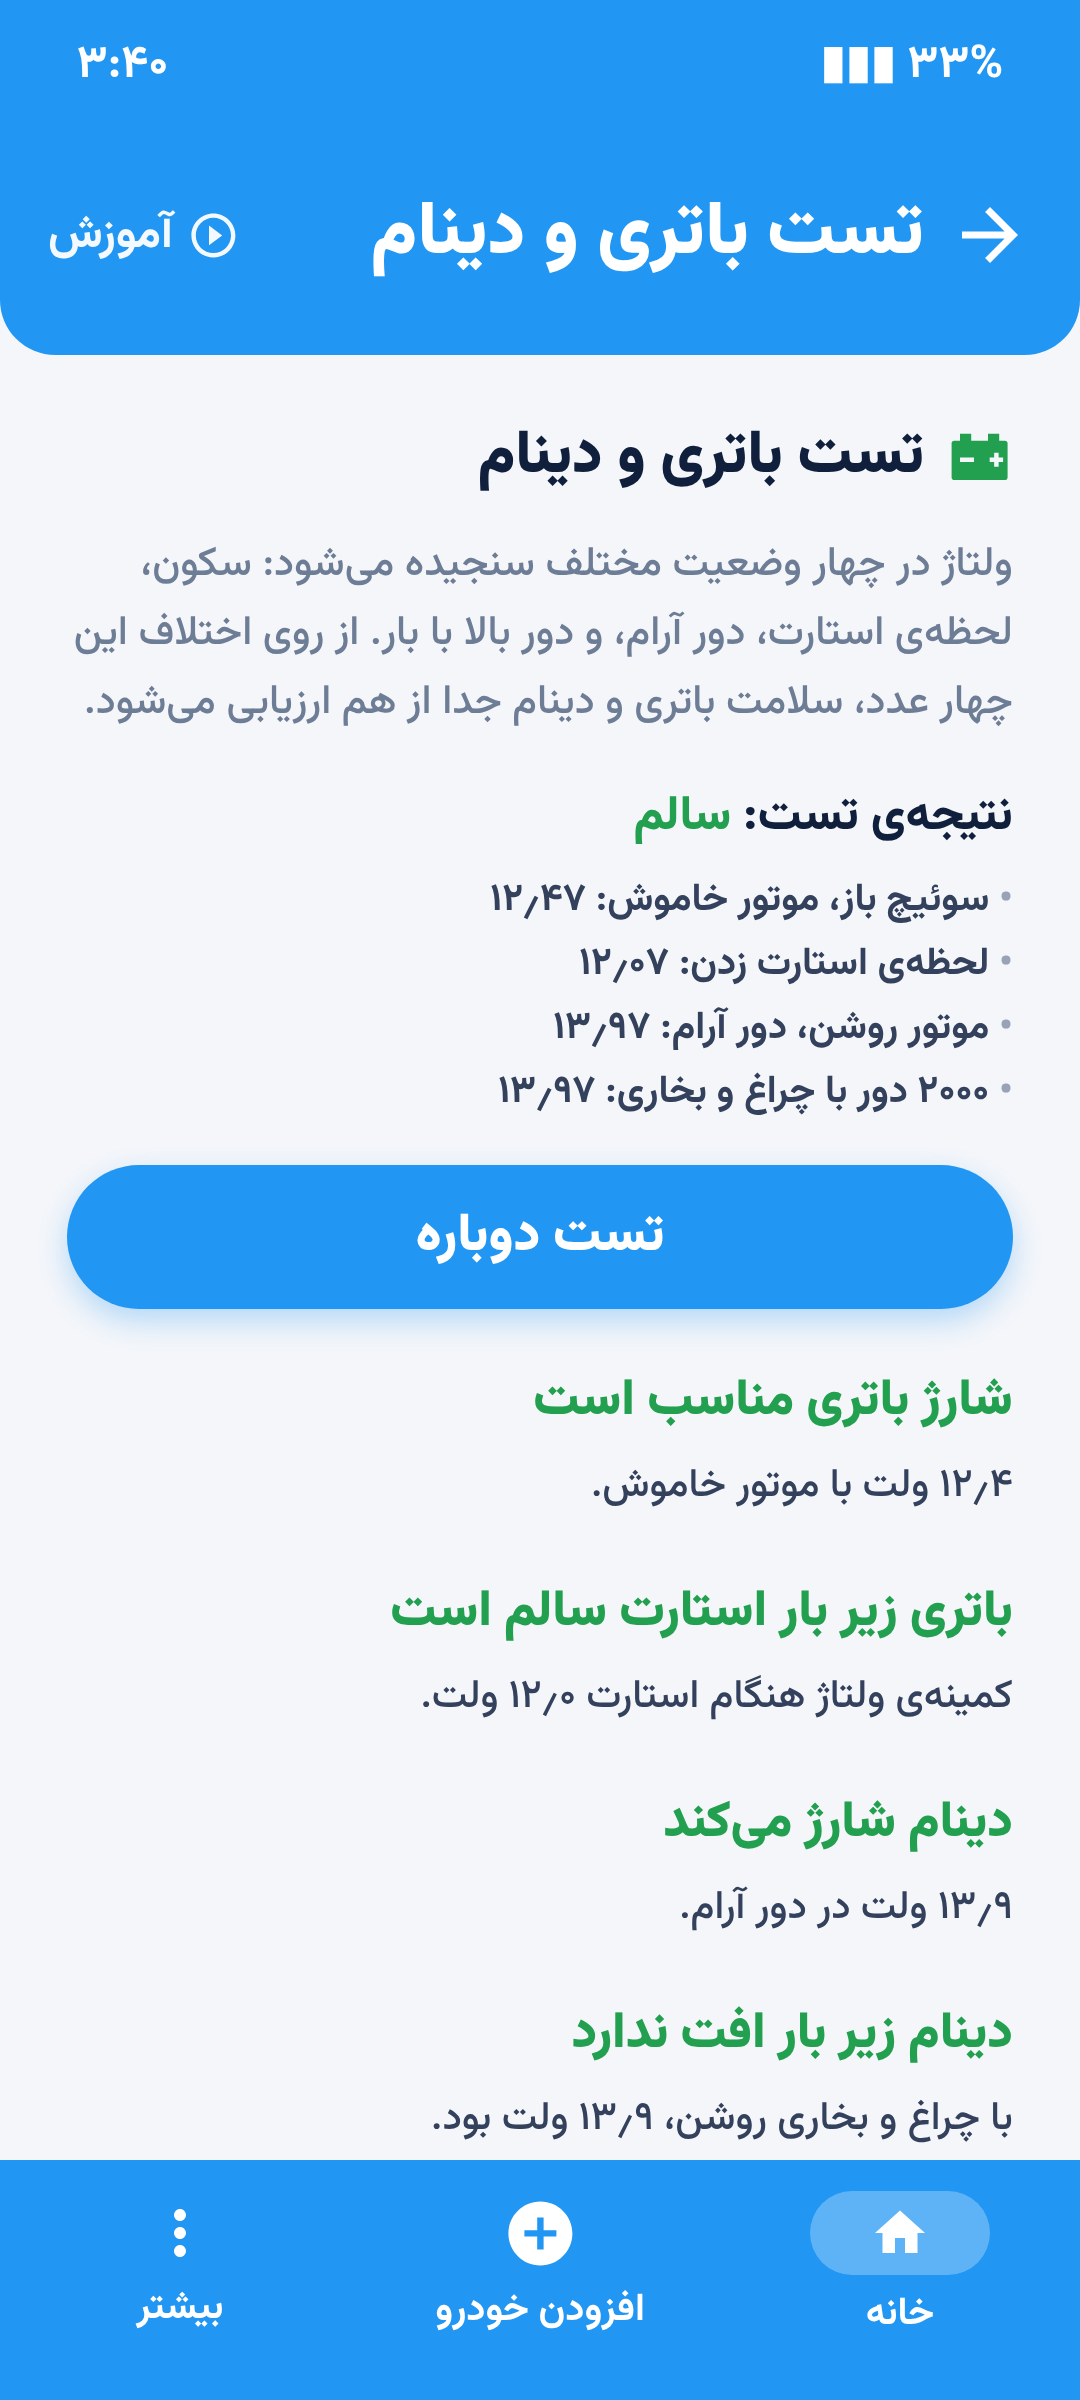 ۳:۴۰
۳۳%
تست باتری و دینام
آموزش
تست باتری و دینام
ولتاژ در چهار وضعیت مختلف سنجیده می‌شود: سکون،
لحظه‌ی استارت، دور آرام، و دور بالا با بار. از روی اختلاف این
چهار عدد، سلامت باتری و دینام جدا از هم ارزیابی می‌شود.
نتیجه‌ی تست: سالم
• سوئیچ باز، موتور خاموش: ۱۲٫۴۷
• لحظه‌ی استارت زدن: ۱۲٫۰۷
• موتور روشن، دور آرام: ۱۳٫۹۷
• ۲۰۰۰ دور با چراغ و بخاری: ۱۳٫۹۷
تست دوباره
شارژ باتری مناسب است
۱۲٫۴ ولت با موتور خاموش.
باتری زیر بار استارت سالم است
کمینه‌ی ولتاژ هنگام استارت ۱۲٫۰ ولت.
دینام شارژ می‌کند
۱۳٫۹ ولت در دور آرام.
دینام زیر بار افت ندارد
با چراغ و بخاری روشن، ۱۳٫۹ ولت بود.
خانه
افزودن خودرو
بیشتر